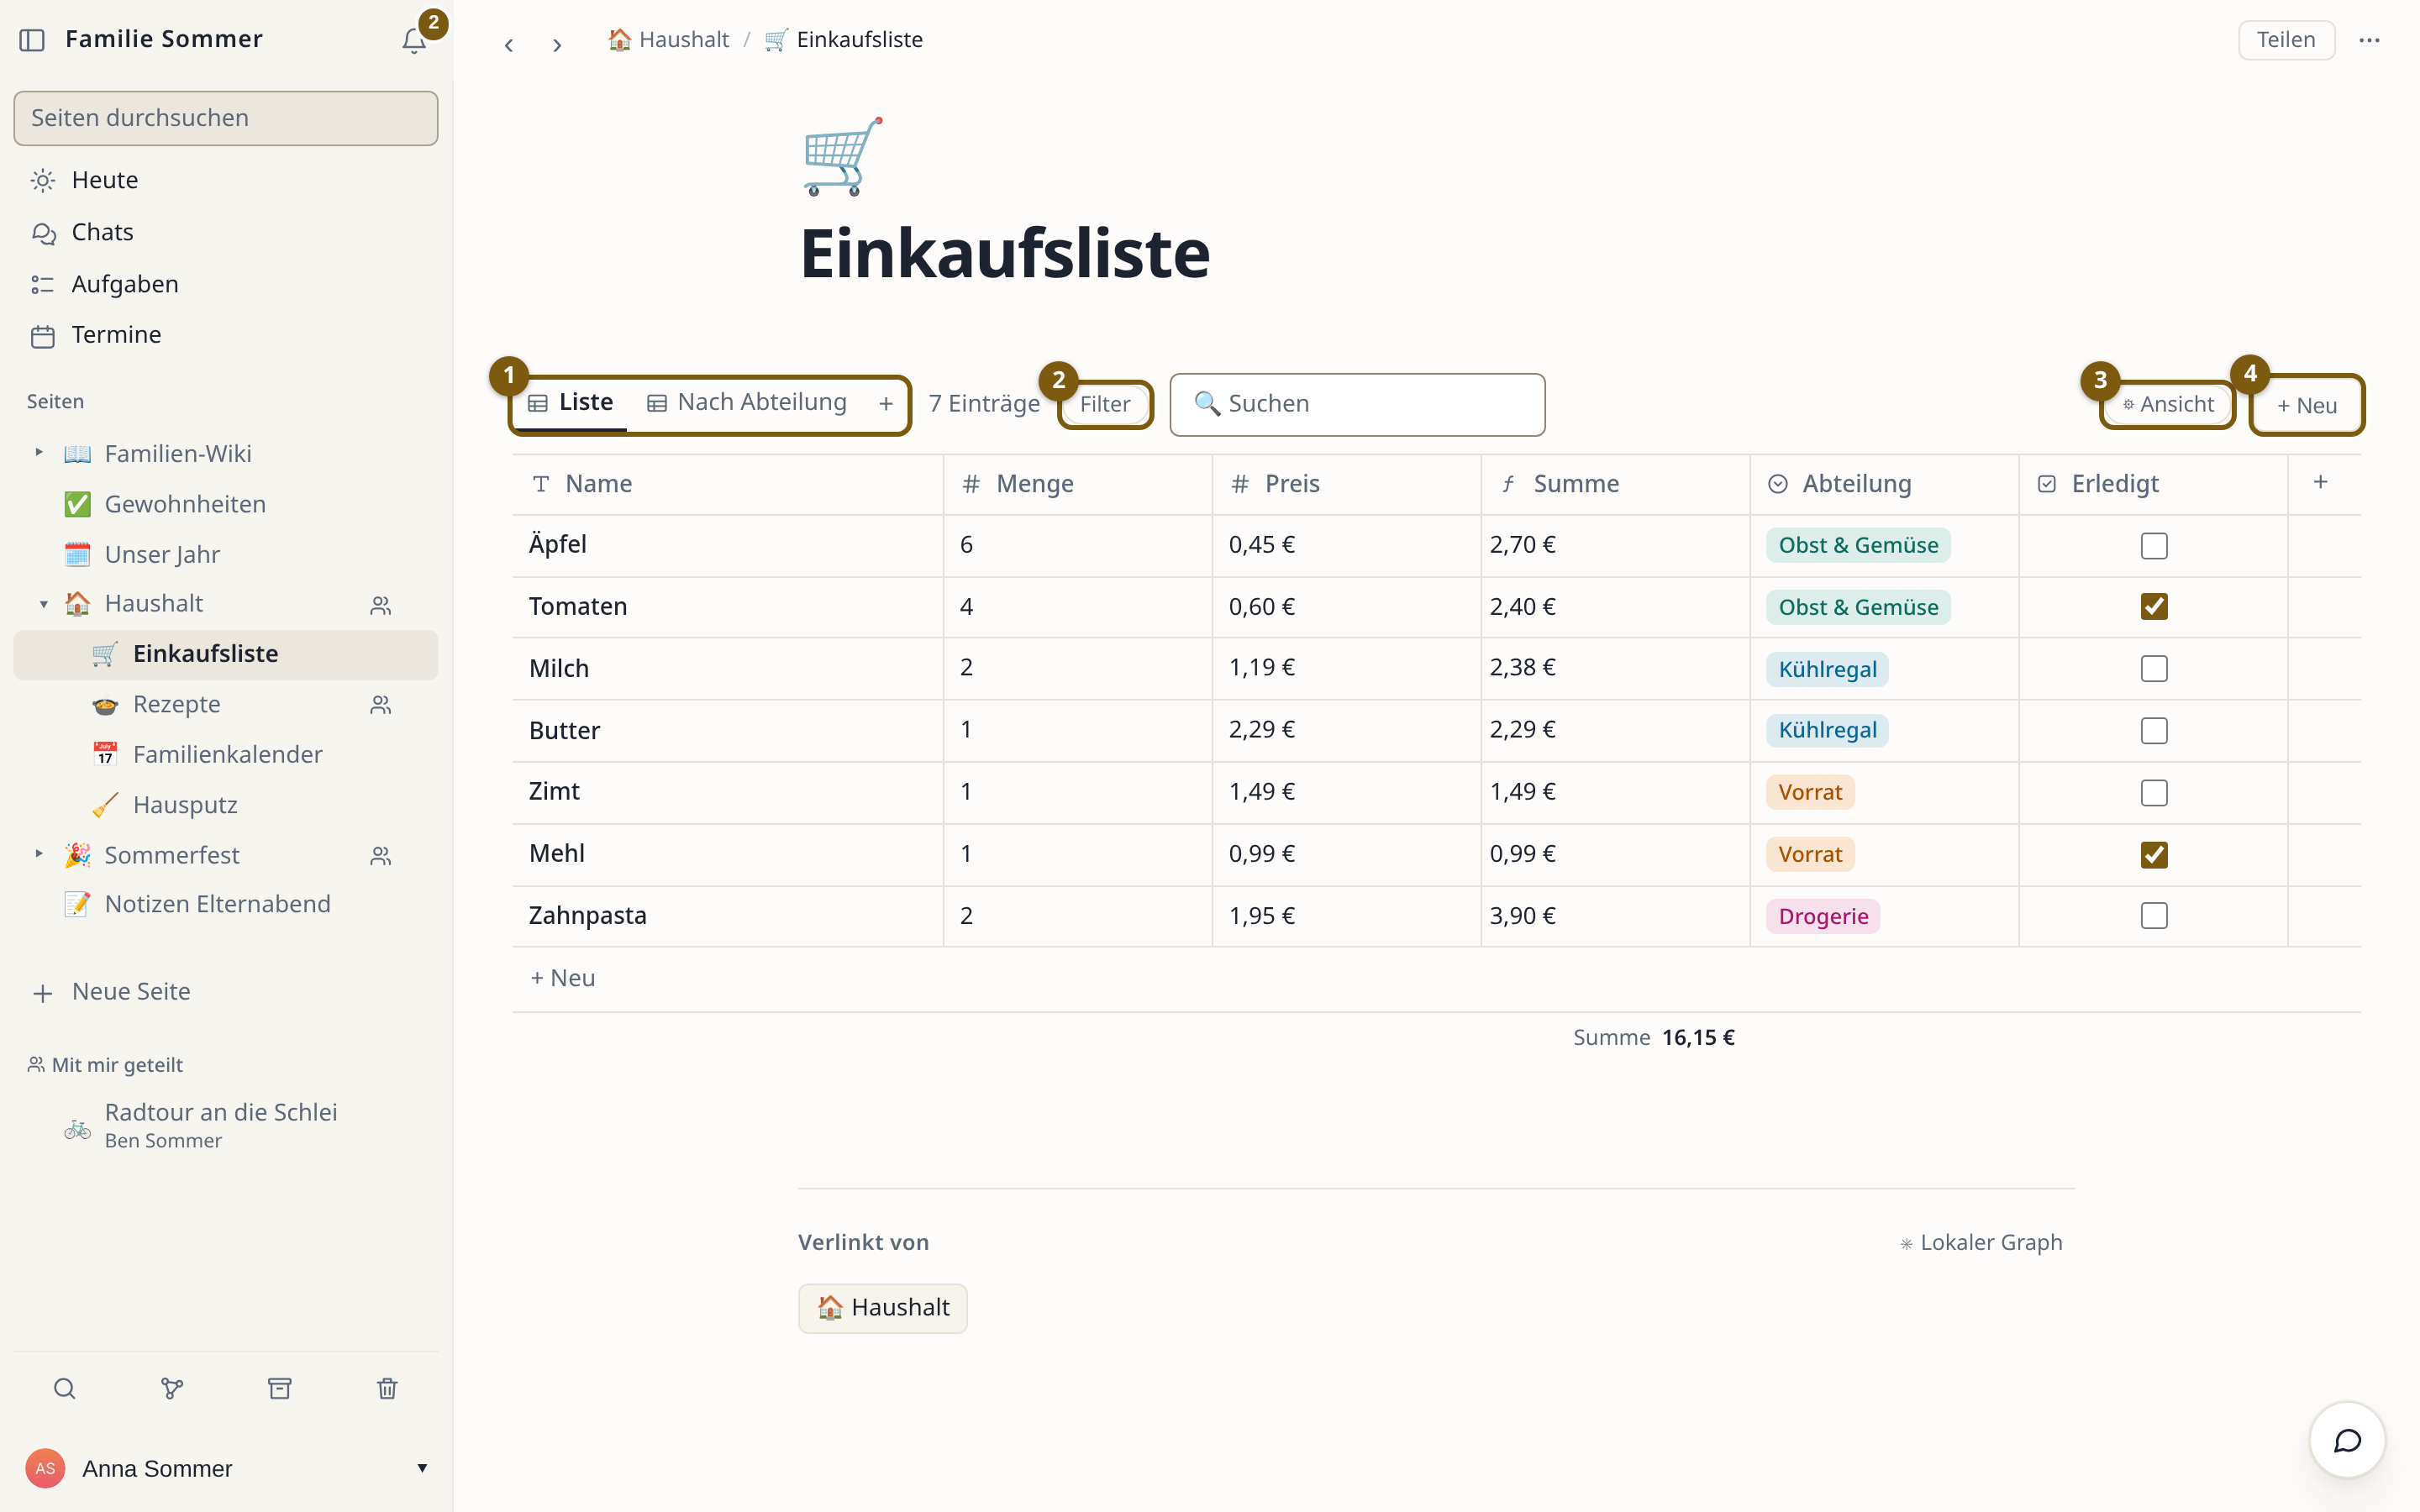 Familie Sommer
2
Seiten durchsuchen
Heute
Chats
Aufgaben
Termine
Seiten
Familien-Wiki
Gewohnheiten
Unser Jahr
Haushalt
Einkaufsliste
Rezepte
Familienkalender
Hausputz
Sommerfest
Notizen Elternabend
+ Neue Seite
Mit mir geteilt
Radtour an die Schlei
Ben Sommer
AS Anna Sommer
‹ › Haushalt / Einkaufsliste
Teilen ...
Einkaufsliste
1 Liste Nach Abteilung + 7 Einträge 2 Filter Suchen 3 Ansicht 4 + Neu
Name # Menge # Preis ƒ Summe Abteilung Erledigt +
Äpfel 6 0,45 € 2,70 € Obst & Gemüse
Tomaten 4 0,60 € 2,40 € Obst & Gemüse
Milch 2 1,19 € 2,38 € Kühlregal
Butter 1 2,29 € 2,29 € Kühlregal
Zimt 1 1,49 € 1,49 € Vorrat
Mehl 1 0,99 € 0,99 € Vorrat
Zahnpasta 2 1,95 € 3,90 € Drogerie
+ Neu
Summe 16,15 €
Verlinkt von
Lokaler Graph
Haushalt